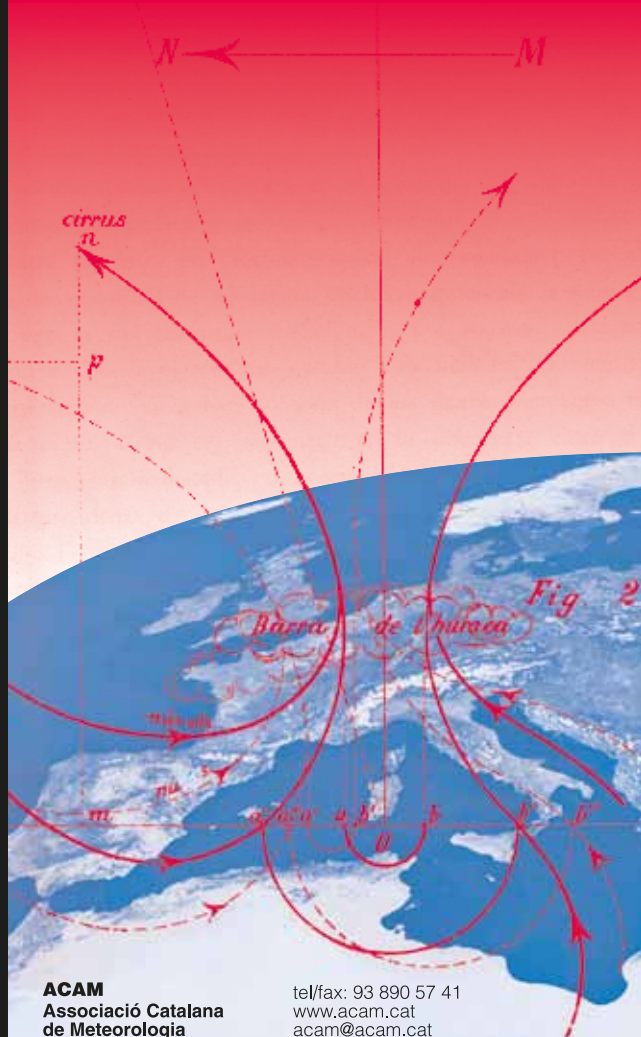 N M
cirrus
n
p
Fig. 2
Barra de l'huracà
m a a' a b' b b' b''
O
ACAM
Associació Catalana
de Meteorologia
tel/fax: 93 890 57 41
www.acam.cat
acam@acam.cat